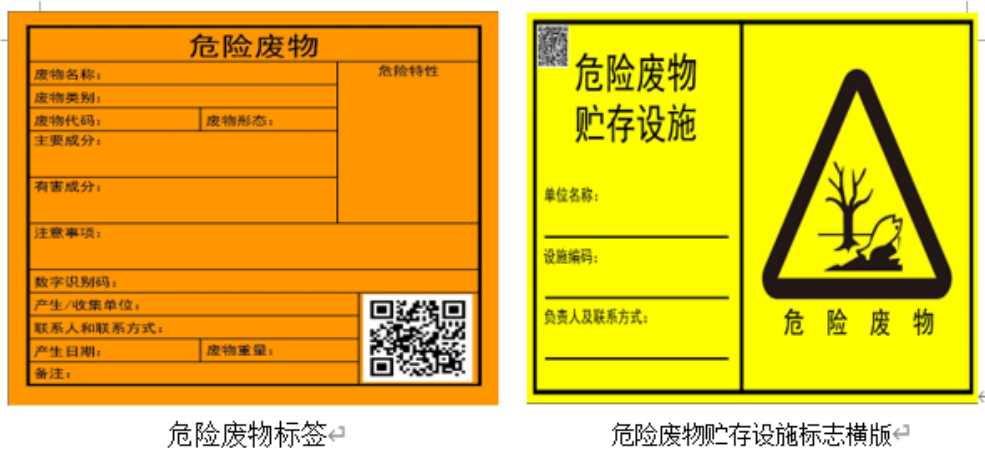 危险废物
废物名称：
危险特性
废物类别：
废物代码：
废物形态：
主要成分：
有害成分：
注意事项：
数字识别码：
产生/收集单位：
联系人和联系方式：
产生日期：
废物重量：
备注：
危险废物标签
危险废物
贮存设施
单位名称：
设施编码：
负责人及联系方式：
危险废物
危险废物贮存设施标志横版